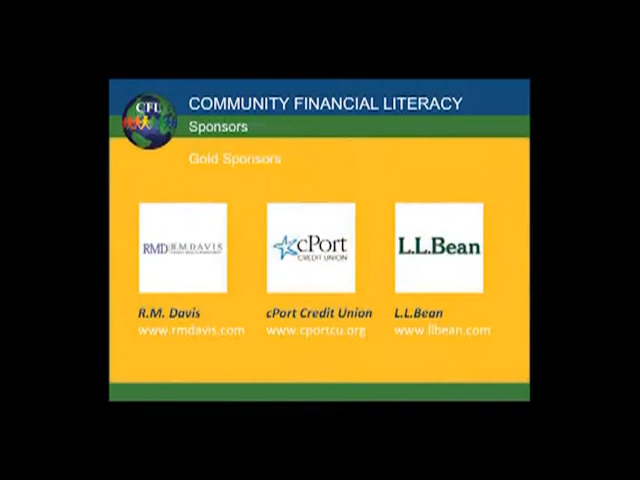 CFL
COMMUNITY FINANCIAL LITERACY
Sponsors
Gold Sponsors
RMD R.M.DAVIS
cPort
CREDIT UNION
L.L.Bean
R.M. Davis
cPort Credit Union
L.L.Bean
www.rmdavis.com
www.cportcu.org
www.llbean.com